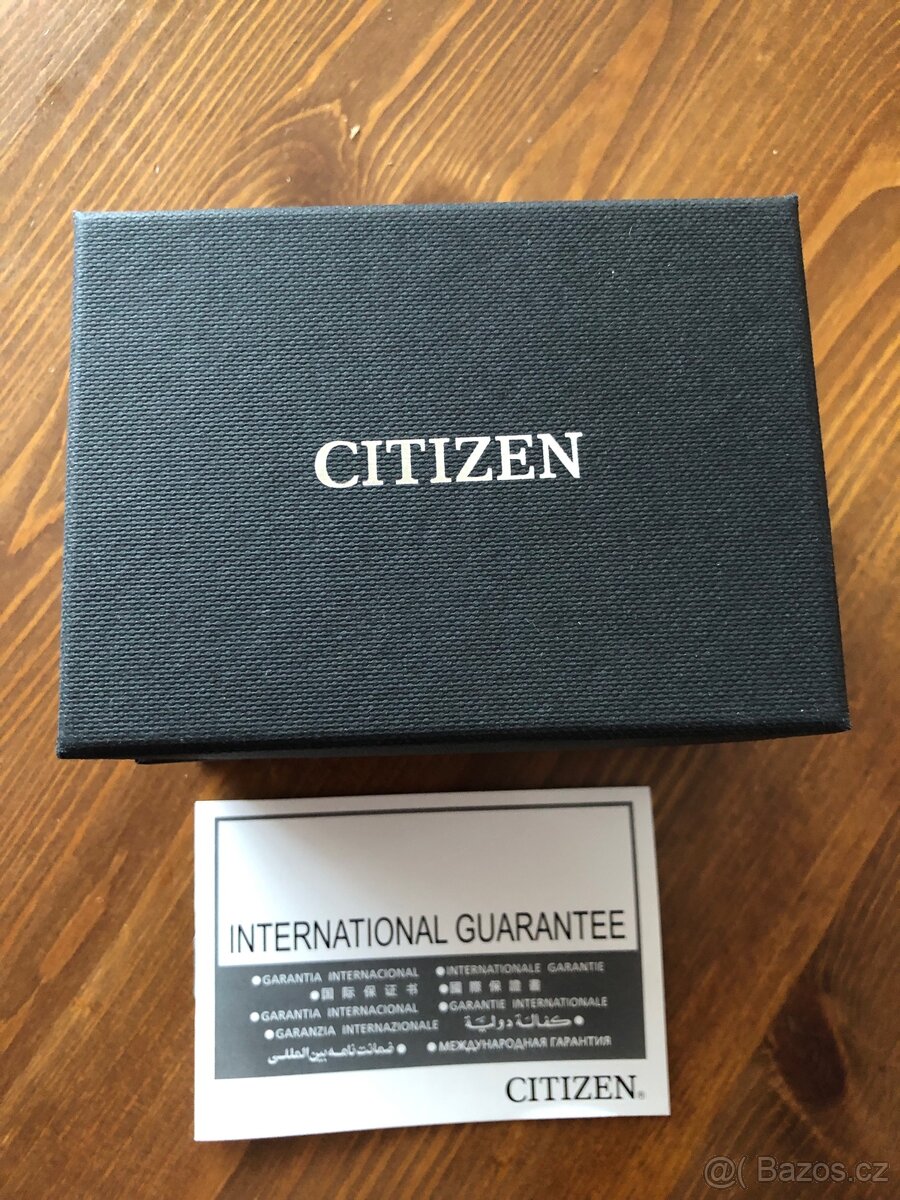 CITIZEN
INTERNATIONAL GUARANTEE
●GARANTIA INTERNACIONAL ●INTERNATIONALE GARANTIE
●国际保证书 ●國際保證書
●GARANTIA INTERNACIONAL ●GARANTIE INTERNATIONALE
●GARANZIA INTERNAZIONALE كفالة دولية●
ضمانت نامه بين المللى● ●МЕЖДУНАРОДНАЯ ГАРАНТИЯ
CITIZEN®
@( Bazos.cz